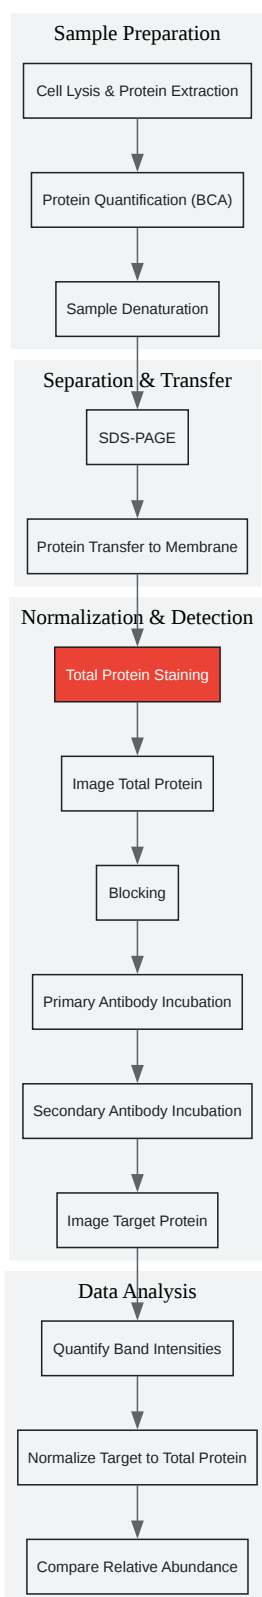 Sample Preparation
Cell Lysis & Protein Extraction
Protein Quantification (BCA)
Sample Denaturation
Separation & Transfer
SDS-PAGE
Protein Transfer to Membrane
Normalization & Detection
Total Protein Staining
Image Total Protein
Blocking
Primary Antibody Incubation
Secondary Antibody Incubation
Image Target Protein
Data Analysis
Quantify Band Intensities
Normalize Target to Total Protein
Compare Relative Abundance